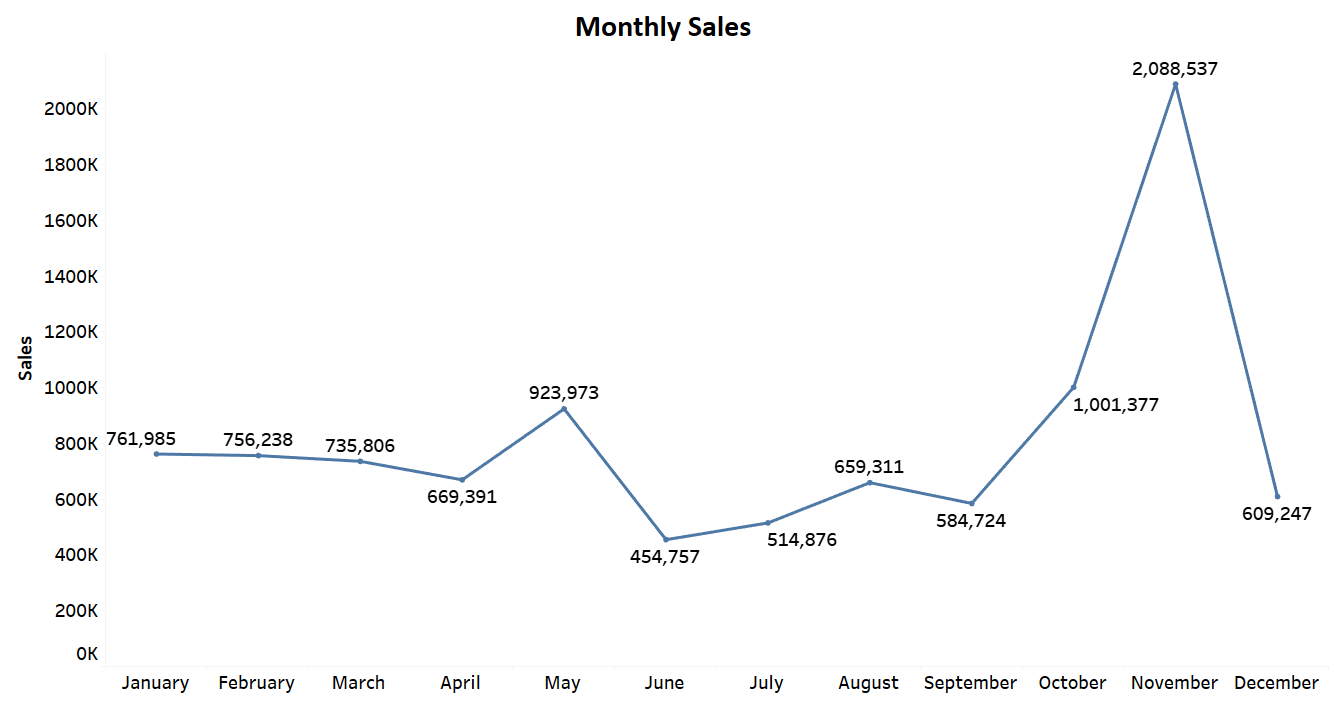 Monthly Sales
Sales
2000K
1800K
1600K
1400K
1200K
1000K
800K
600K
400K
200K
0K
761,985
756,238
735,806
669,391
923,973
454,757
514,876
659,311
584,724
1,001,377
2,088,537
609,247
January February March April May June July August September October November December